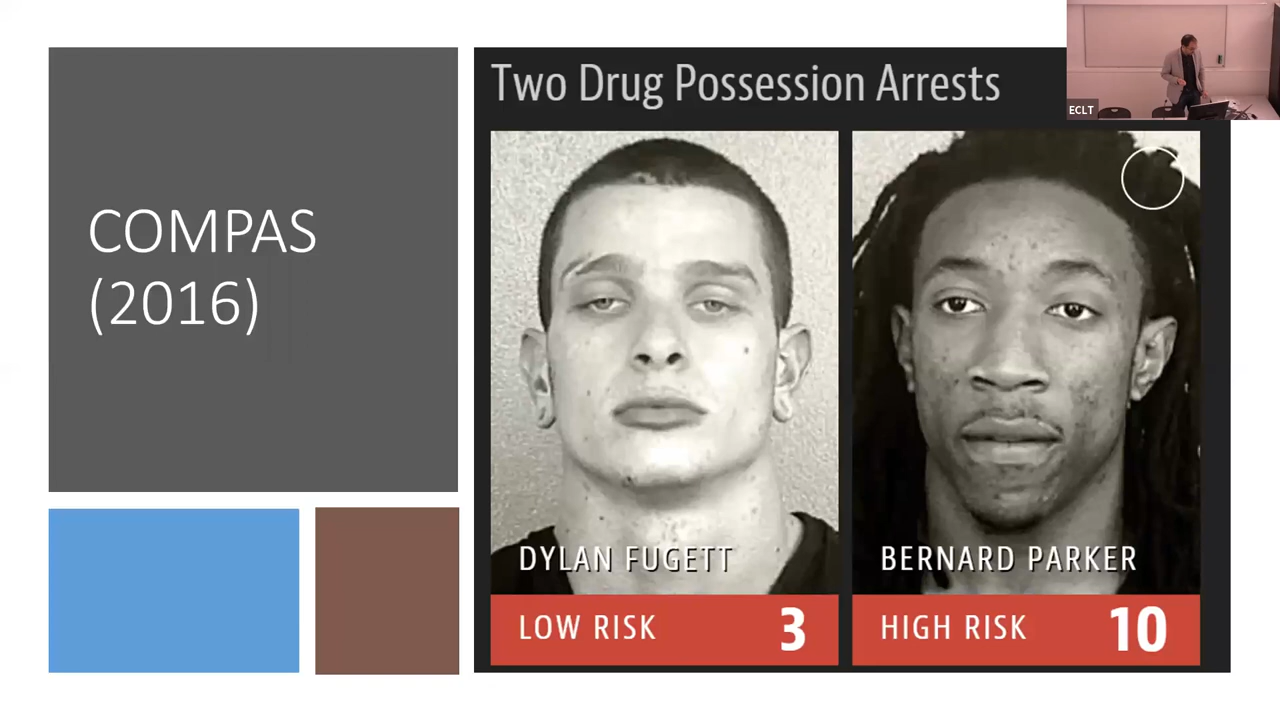 COMPAS
(2016)
Two Drug Possession Arrests
ECLT
DYLAN FUGETT
LOW RISK 3
BERNARD PARKER
HIGH RISK 10